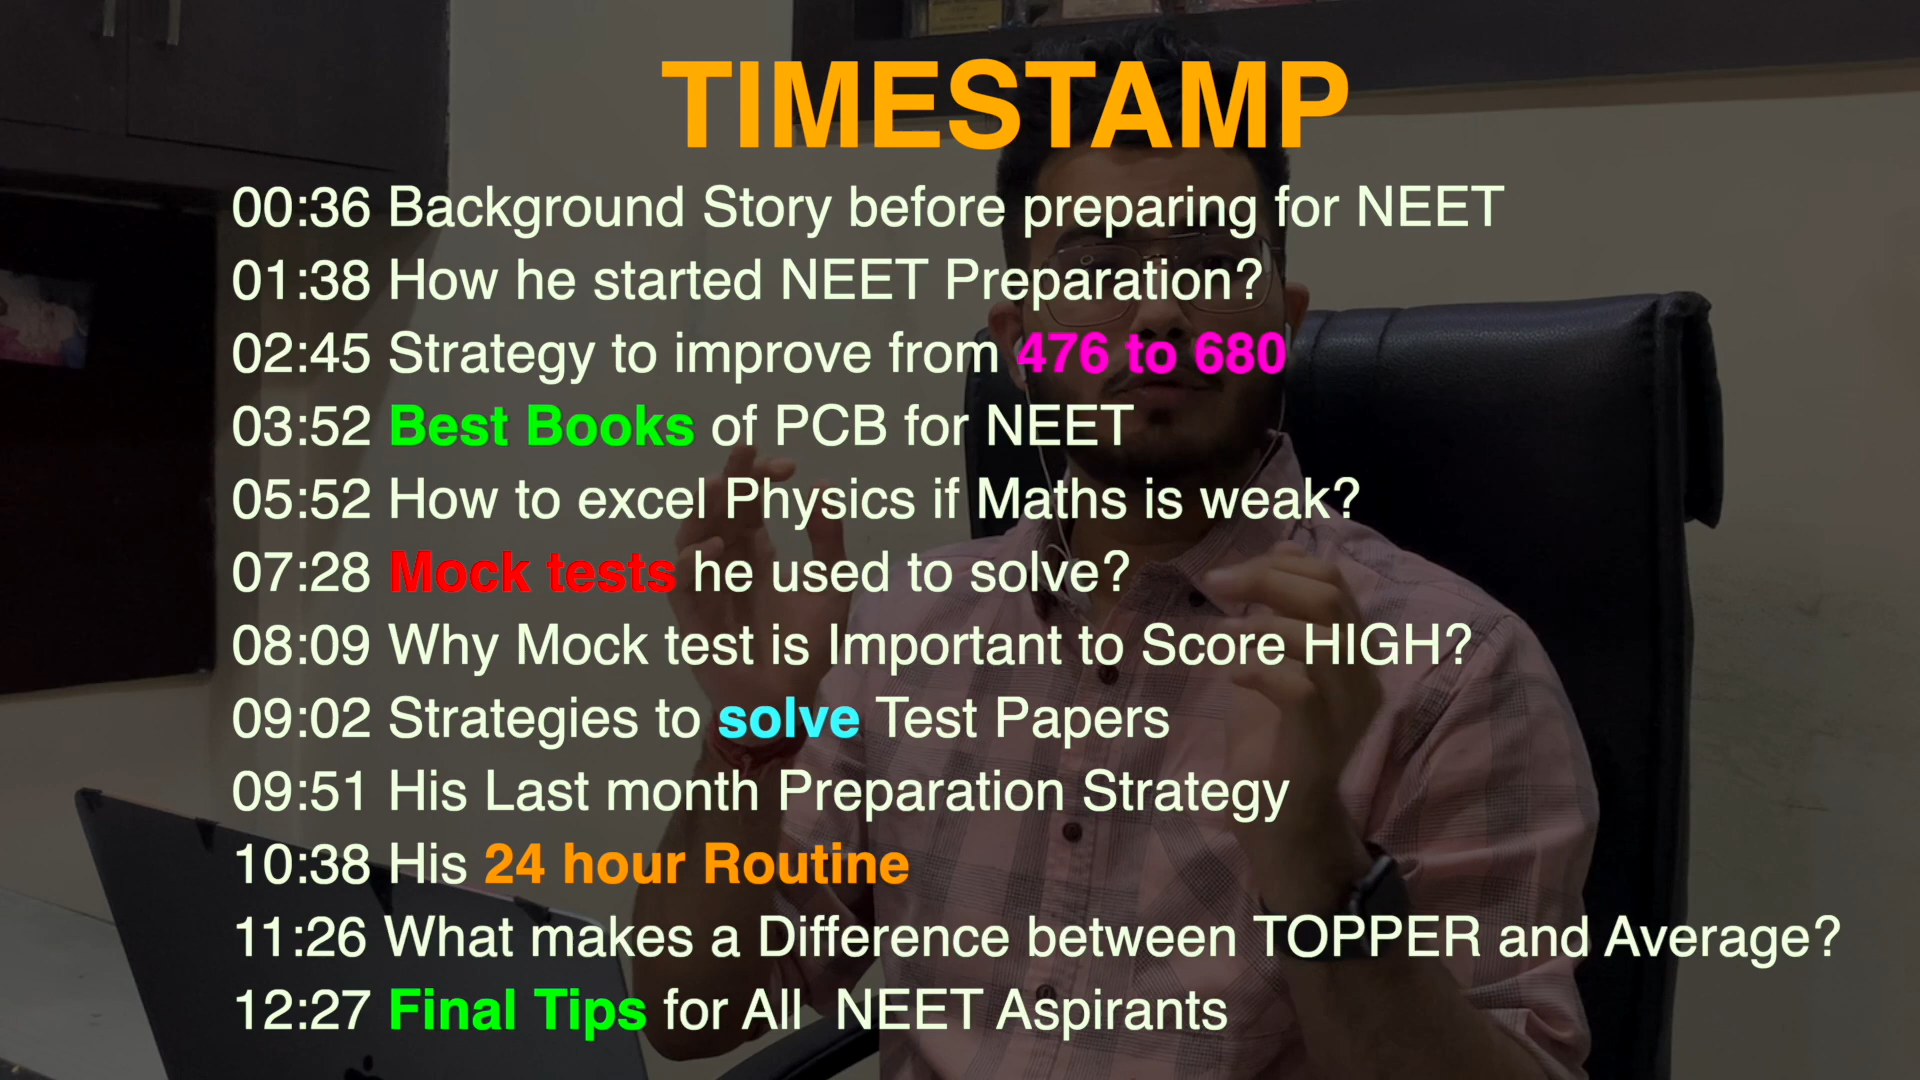 TIMESTAMP
00:36 Background Story before preparing for NEET
01:38 How he started NEET Preparation?
02:45 Strategy to improve from 476 to 680
03:52 Best Books of PCB for NEET
05:52 How to excel Physics if Maths is weak?
07:28 Mock tests he used to solve?
08:09 Why Mock test is Important to Score HIGH?
09:02 Strategies to solve Test Papers
09:51 His Last month Preparation Strategy
10:38 His 24 hour Routine
11:26 What makes a Difference between TOPPER and Average?
12:27 Final Tips for All  NEET Aspirants